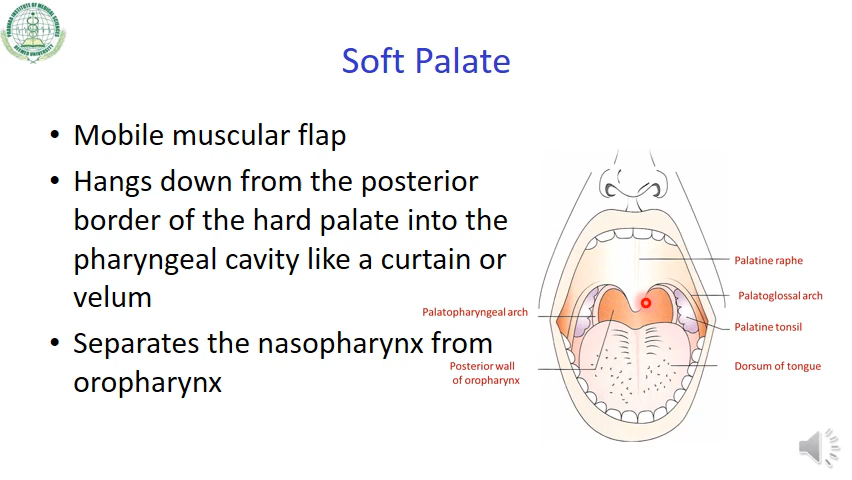 Soft Palate
• Mobile muscular flap
• Hangs down from the posterior
border of the hard palate into the
pharyngeal cavity like a curtain or
velum
• Separates the nasopharynx from
oropharynx
Palatine raphe
Palatoglossal arch
Palatopharyngeal arch
Palatine tonsil
Posterior wall
of oropharynx
Dorsum of tongue